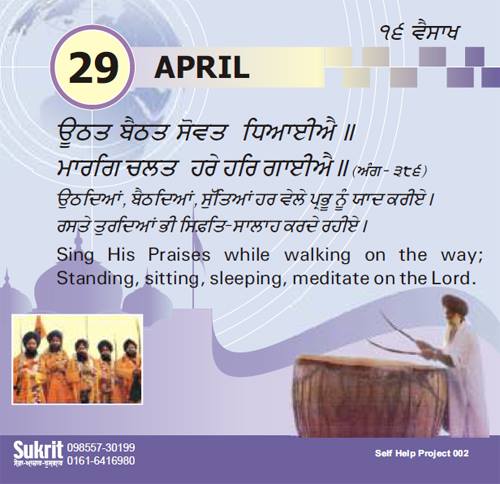 ੧੬ ਵੈਸਾਖ
29 APRIL
ਊਠਤ ਬੈਠਤ ਸੋਵਤ ਧਿਆਈਐ ॥
ਮਾਰਗਿ ਚਲਤ ਹਰੇ ਹਰਿ ਗਾਈਐ ॥ (ਅੰਗ - ੩੮੬)
ਉਠਦਿਆਂ, ਬੈਠਦਿਆਂ, ਸੁੱਤਿਆਂ ਹਰ ਵੇਲੇ ਪ੍ਰਭੂ ਨੂੰ ਯਾਦ ਕਰੀਏ।
ਰਸਤੇ ਤੁਰਦਿਆਂ ਭੀ ਸਿਫ਼ਤਿ-ਸਾਲਾਹ ਕਰਦੇ ਰਹੀਏ।
Sing His Praises while walking on the way;
Standing, sitting, sleeping, meditate on the Lord.
Sukrit 098557-30199
0161-6416980
Self Help Project 002